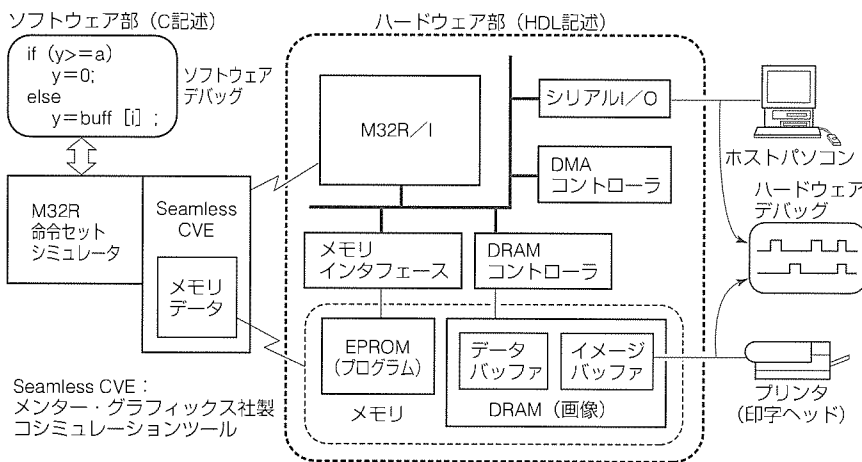 ソフトウェア部（C記述）
if (y>=a)
y=0;
else
y=buff [i] ;
ソフトウェア
デバッグ
M32R
命令セット
シミュレータ
Seamless
CVE
メモリ
データ
Seamless CVE：
メンター・グラフィックス社製
コシミュレーションツール
ハードウェア部（HDL記述）
M32R／I
シリアルI／O
DMA
コントローラ
メモリ
インタフェース
DRAM
コントローラ
EPROM
（プログラム）
メモリ
データ
バッファ
イメージ
バッファ
DRAM（画像）
ホストパソコン
ハードウェア
デバッグ
プリンタ
（印字ヘッド）